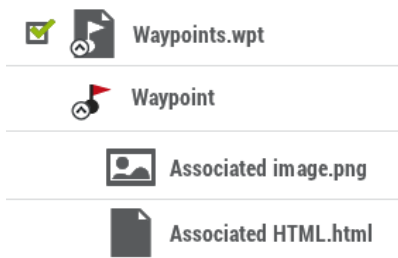 Waypoints.wpt
Waypoint
Associated image.png
Associated HTML.html